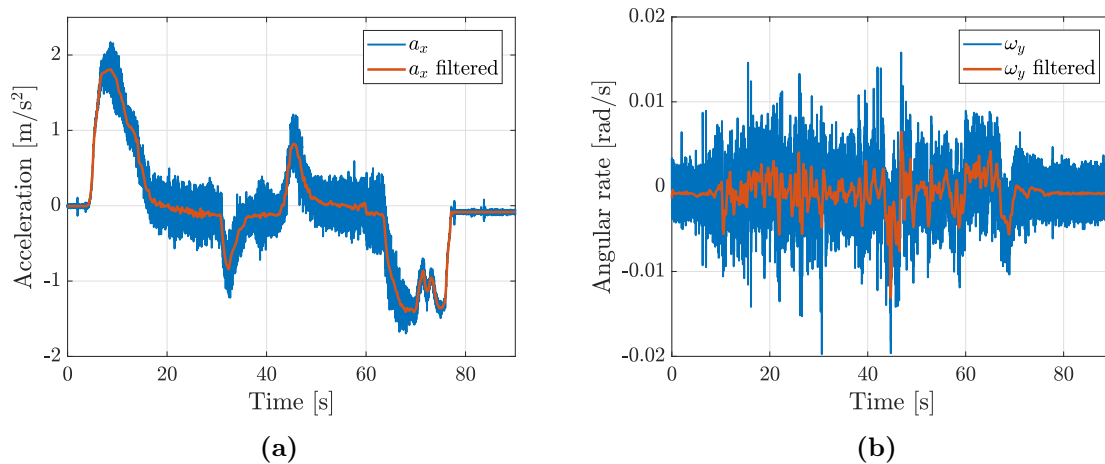 Acceleration [m/s²]
2
1
0
-1
-2
0 20 40 60 80
Time [s]
a_x
a_x filtered
(a)
Angular rate [rad/s]
0.02
0.01
0
-0.01
-0.02
0 20 40 60 80
Time [s]
ω_y
ω_y filtered
(b)